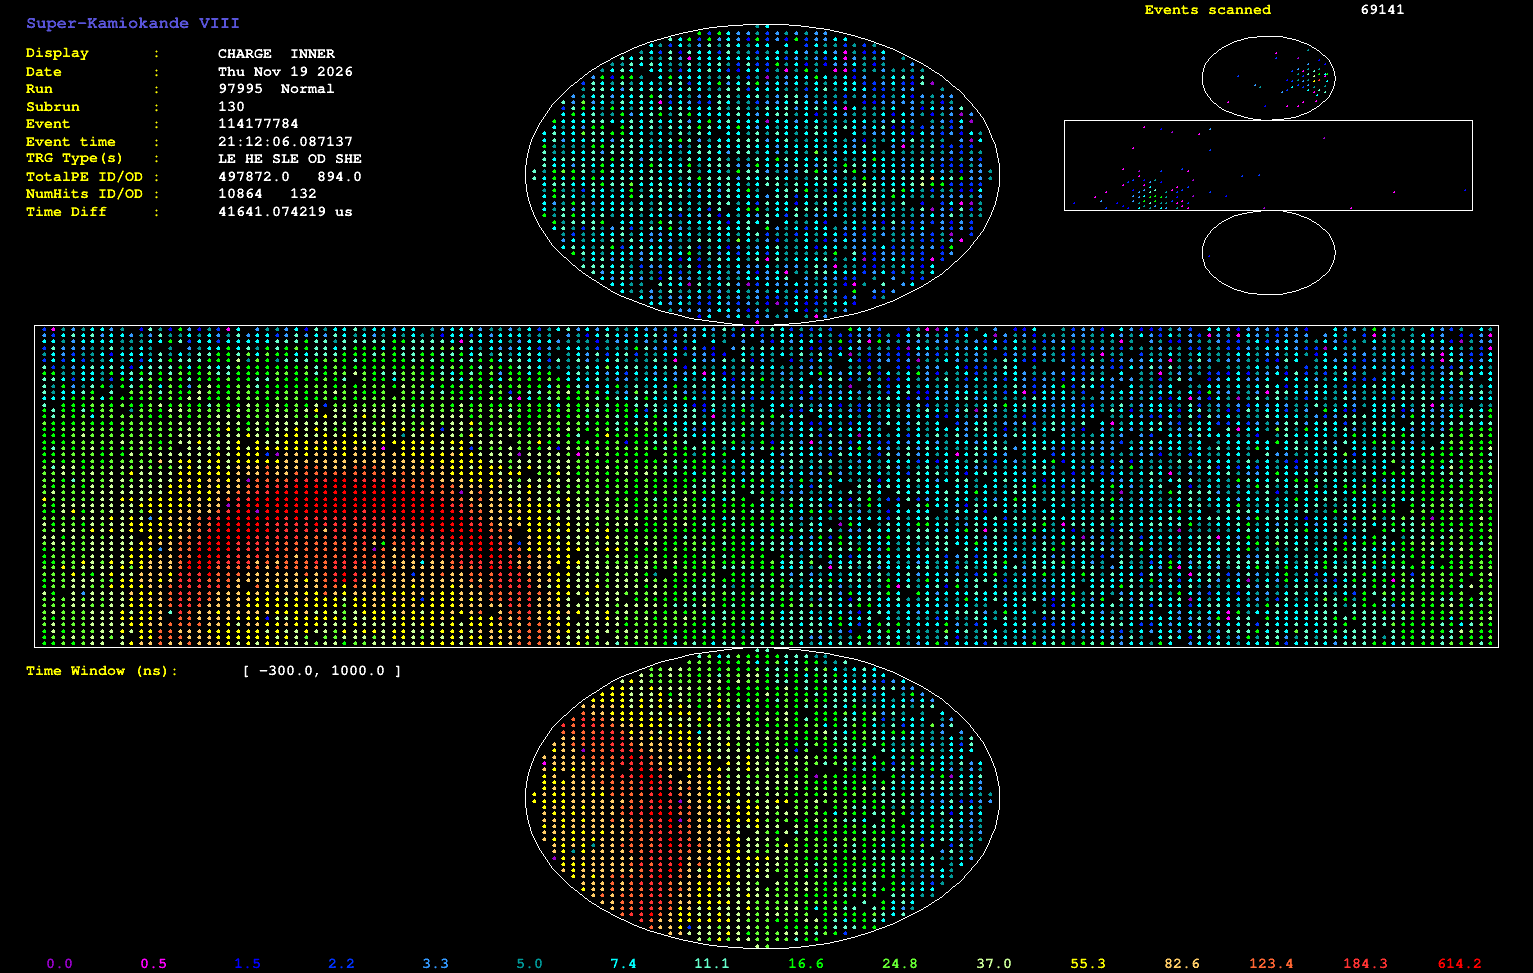 Super-Kamiokande VIII
Events scanned 69141
Display : CHARGE INNER
Date : Thu Nov 19 2026
Run : 97995 Normal
Subrun : 130
Event : 114177784
Event time : 21:12:06.087137
TRG Type(s) : LE HE SLE OD SHE
TotalPE ID/OD : 497872.0 894.0
NumHits ID/OD : 10864 132
Time Diff : 41641.074219 us
Time Window (ns): [ -300.0, 1000.0 ]
0.0 0.5 1.5 2.2 3.3 5.0 7.4 11.1 16.6 24.8 37.0 55.3 82.6 123.4 184.3 614.2